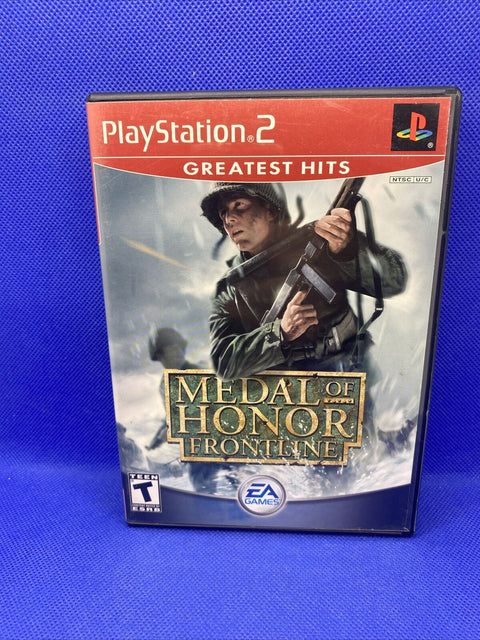 PlayStation®2
GREATEST HITS
NTSC U/C
MEDAL OF
HONOR
FRONTLINE
TEEN
T
ESRB
EA
GAMES